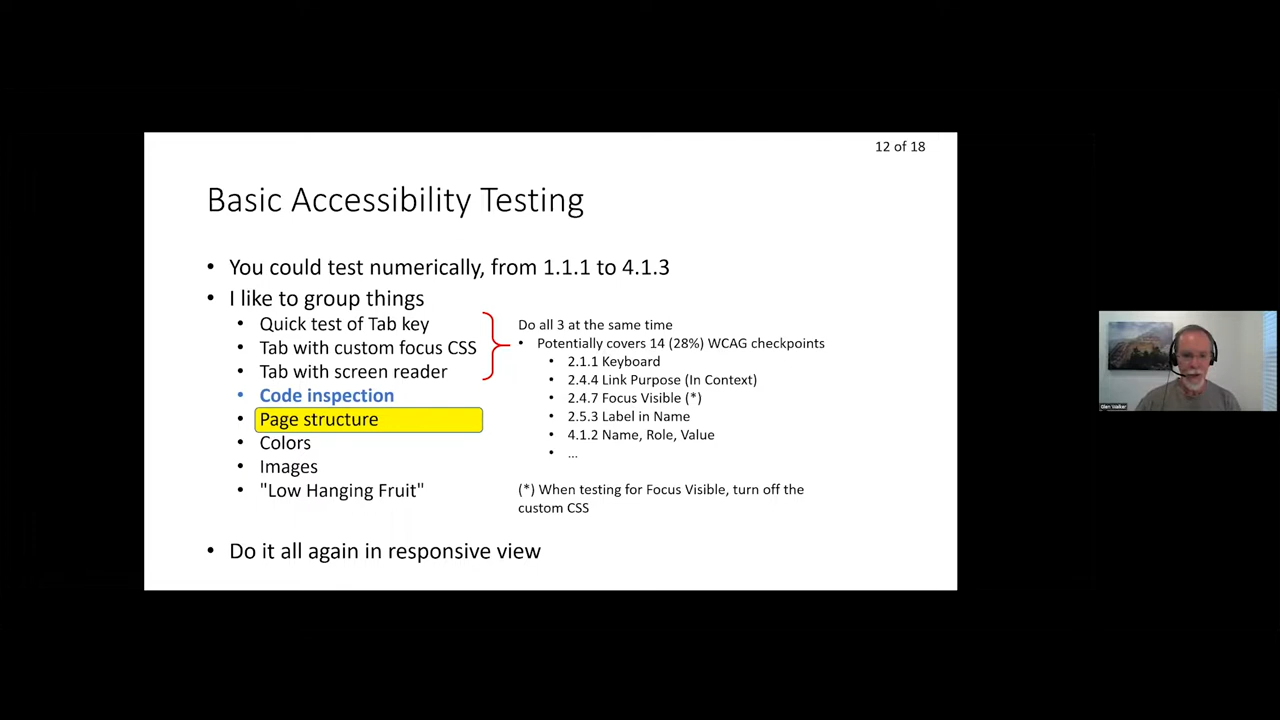 12 of 18
Basic Accessibility Testing
• You could test numerically, from 1.1.1 to 4.1.3
• I like to group things
• Quick test of Tab key
• Tab with custom focus CSS
• Tab with screen reader
• Code inspection
• Page structure
• Colors
• Images
• "Low Hanging Fruit"
Do all 3 at the same time
• Potentially covers 14 (28%) WCAG checkpoints
• 2.1.1 Keyboard
• 2.4.4 Link Purpose (In Context)
• 2.4.7 Focus Visible (*)
• 2.5.3 Label in Name
• 4.1.2 Name, Role, Value
• ...
(*) When testing for Focus Visible, turn off the
custom CSS
• Do it all again in responsive view
Glen Walker